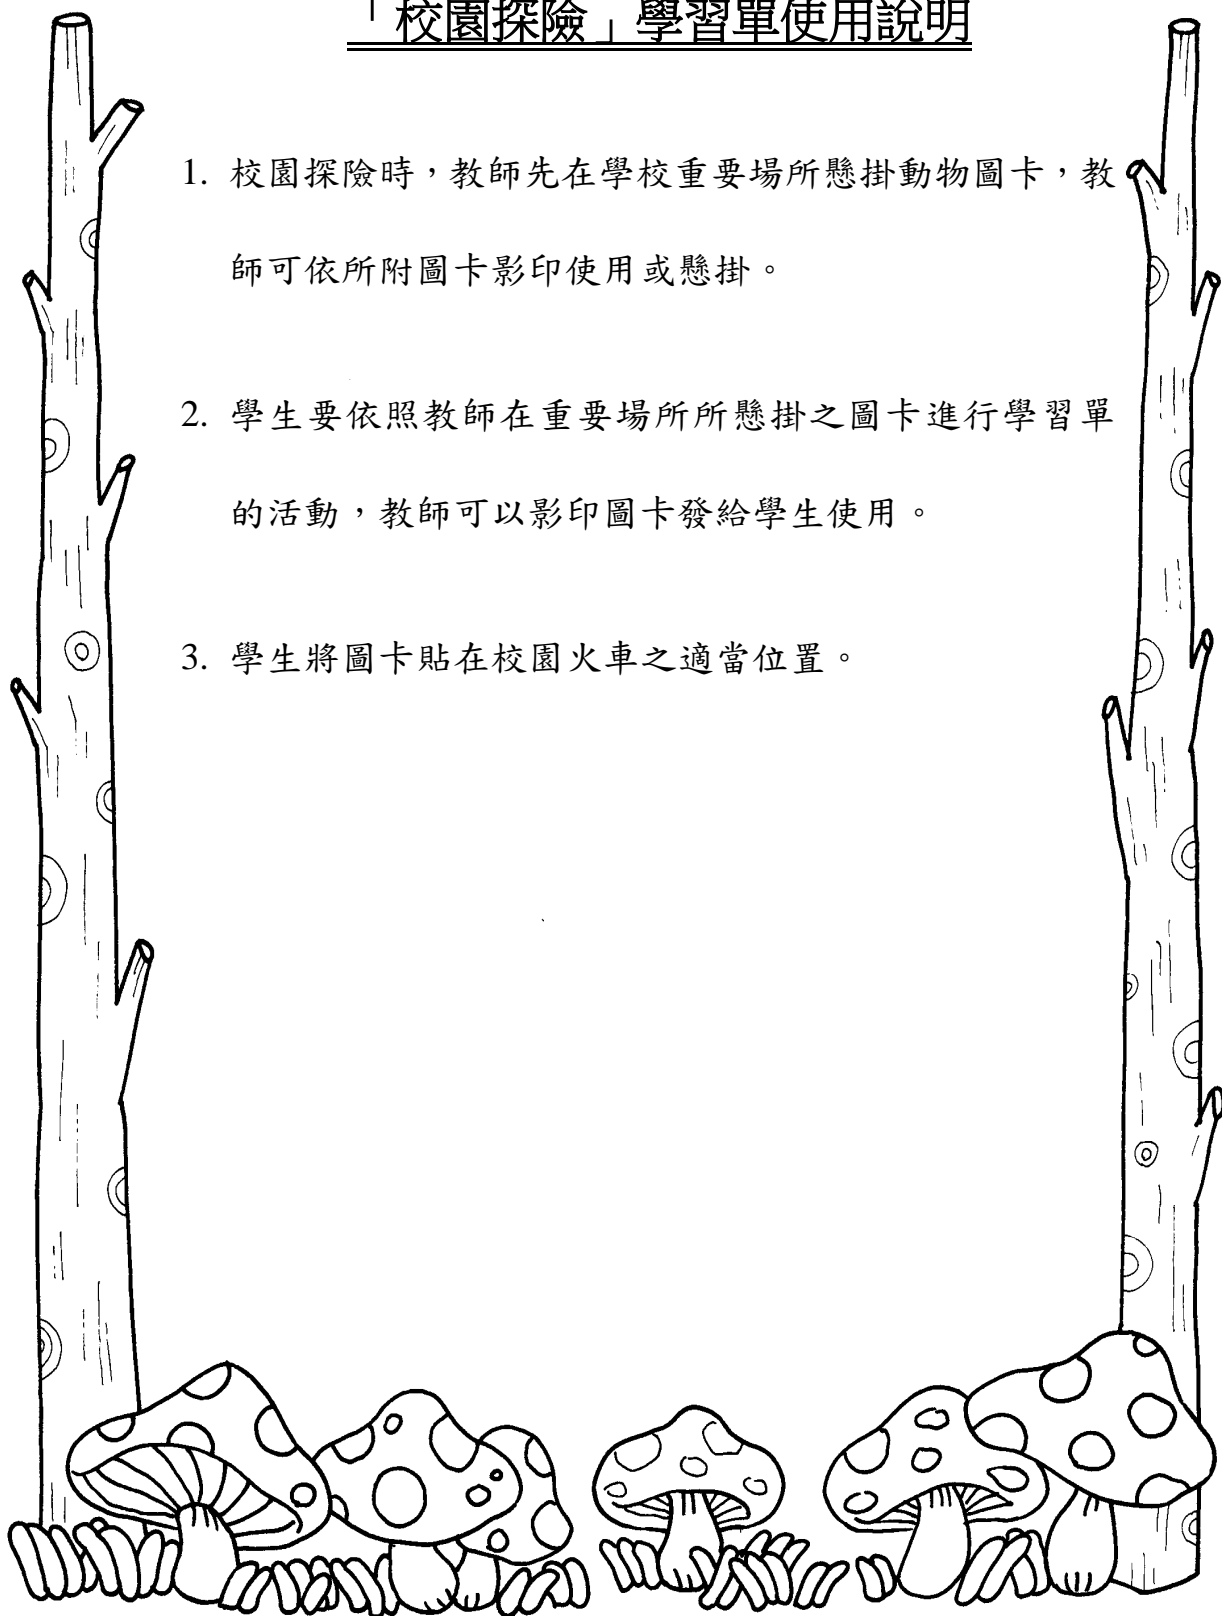 「校園探險」學習單使用說明
1. 校園探險時，教師先在學校重要場所懸掛動物圖卡，教
師可依所附圖卡影印使用或懸掛。
2. 學生要依照教師在重要場所所懸掛之圖卡進行學習單
的活動，教師可以影印圖卡發給學生使用。
3. 學生將圖卡貼在校園火車之適當位置。